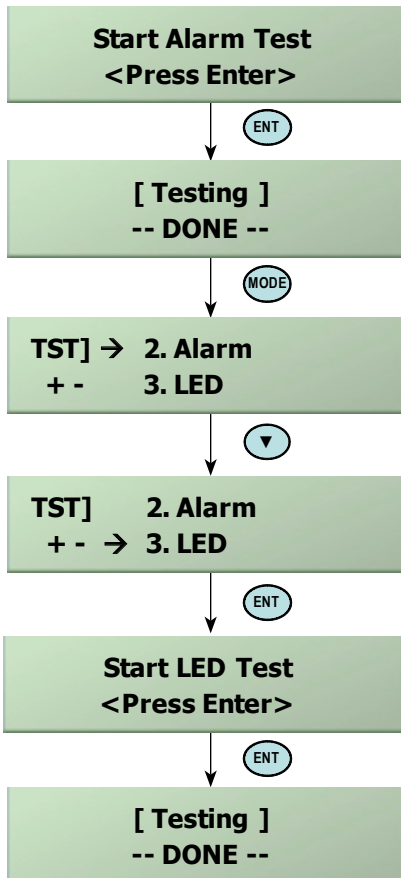 Start Alarm Test
<Press Enter>
ENT
[ Testing ]
-- DONE --
MODE
TST] → 2. Alarm
+ - 3. LED
▼
TST] 2. Alarm
+ - → 3. LED
ENT
Start LED Test
<Press Enter>
ENT
[ Testing ]
-- DONE --